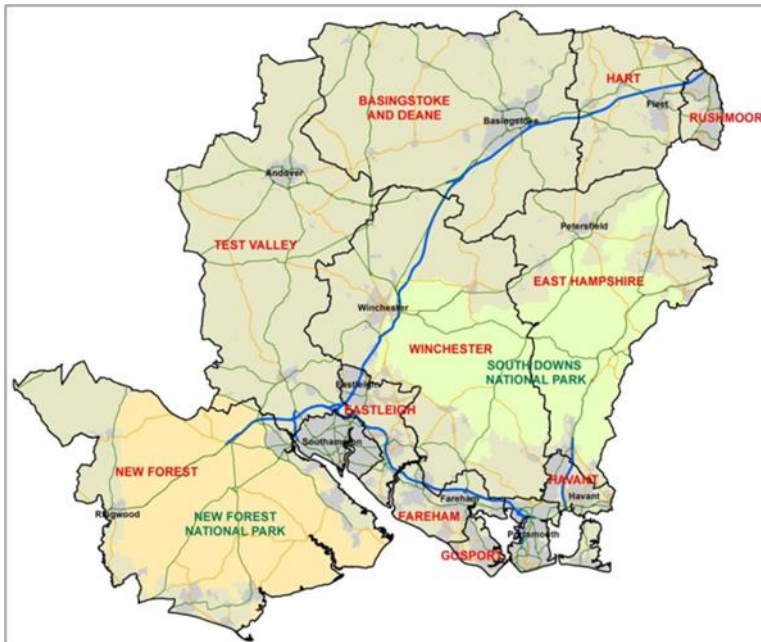 HART
BASINGSTOKE
AND DEANE
Fleet
Basingstoke
RUSHMOOR
Andover
Petersfield
TEST VALLEY
EAST HAMPSHIRE
Winchester
WINCHESTER
SOUTH DOWNS
NATIONAL PARK
Eastleigh
EASTLEIGH
Southampton
NEW FOREST
HAVANT
Fareham
Havant
Ringwood
NEW FOREST
NATIONAL PARK
FAREHAM
Portsmouth
GOSPORT